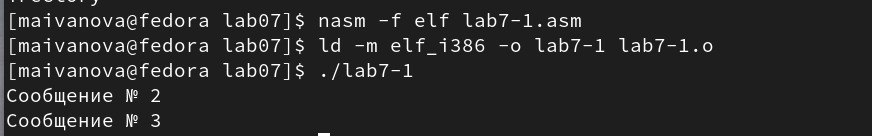 [maivanova@fedora lab07]$ nasm -f elf lab7-1.asm
[maivanova@fedora lab07]$ ld -m elf_i386 -o lab7-1 lab7-1.o
[maivanova@fedora lab07]$ ./lab7-1
Сообщение № 2
Сообщение № 3